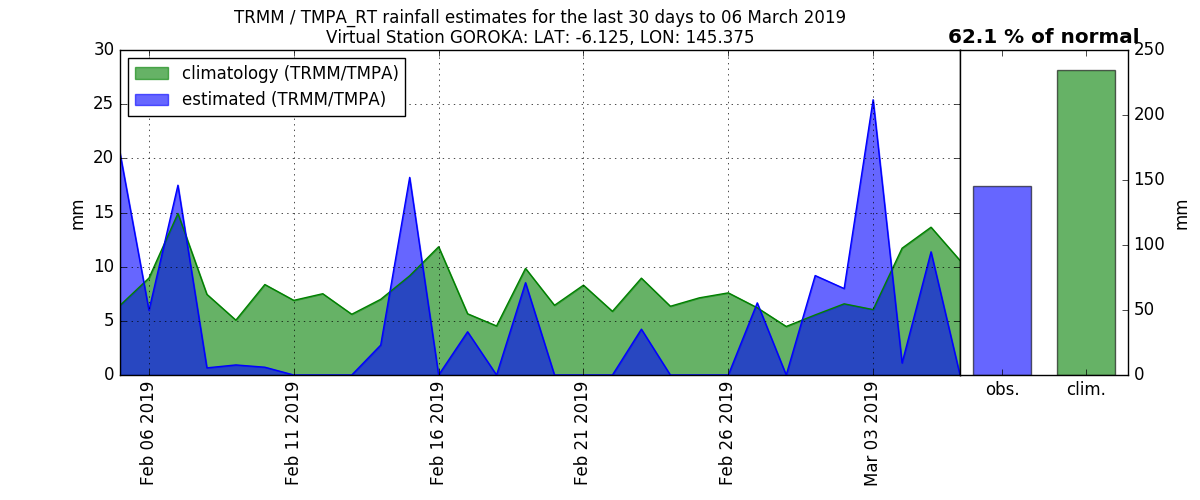 TRMM / TMPA_RT rainfall estimates for the last 30 days to 06 March 2019
Virtual Station GOROKA: LAT: -6.125, LON: 145.375
62.1 % of normal
climatology (TRMM/TMPA)
estimated (TRMM/TMPA)
mm
30
25
20
15
10
5
0
Feb 06 2019
Feb 11 2019
Feb 16 2019
Feb 21 2019
Feb 26 2019
Mar 03 2019
obs.
clim.
250
200
150
100
50
0
mm